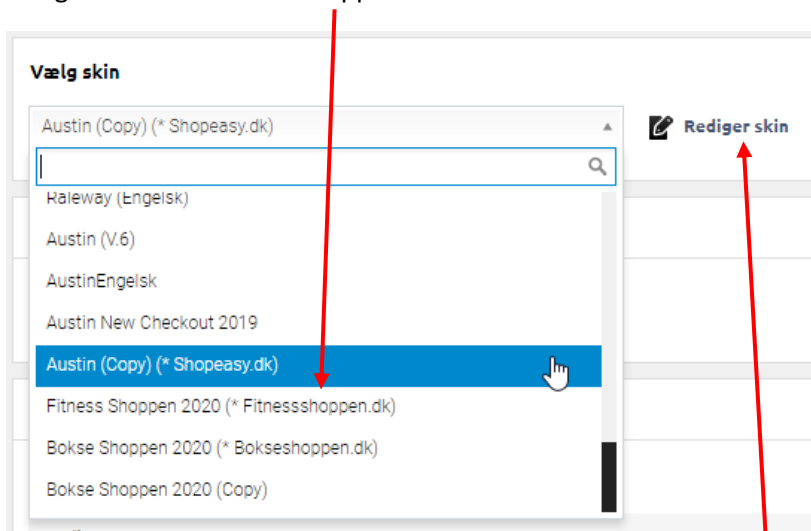 Vælg skin
Austin (Copy) (* Shopeasy.dk)
Rediger skin
Raleway (Engelsk)
Austin (V.6)
AustinEngelsk
Austin New Checkout 2019
Austin (Copy) (* Shopeasy.dk)
Fitness Shoppen 2020 (* Fitnessshoppen.dk)
Bokse Shoppen 2020 (* Bokseshoppen.dk)
Bokse Shoppen 2020 (Copy)